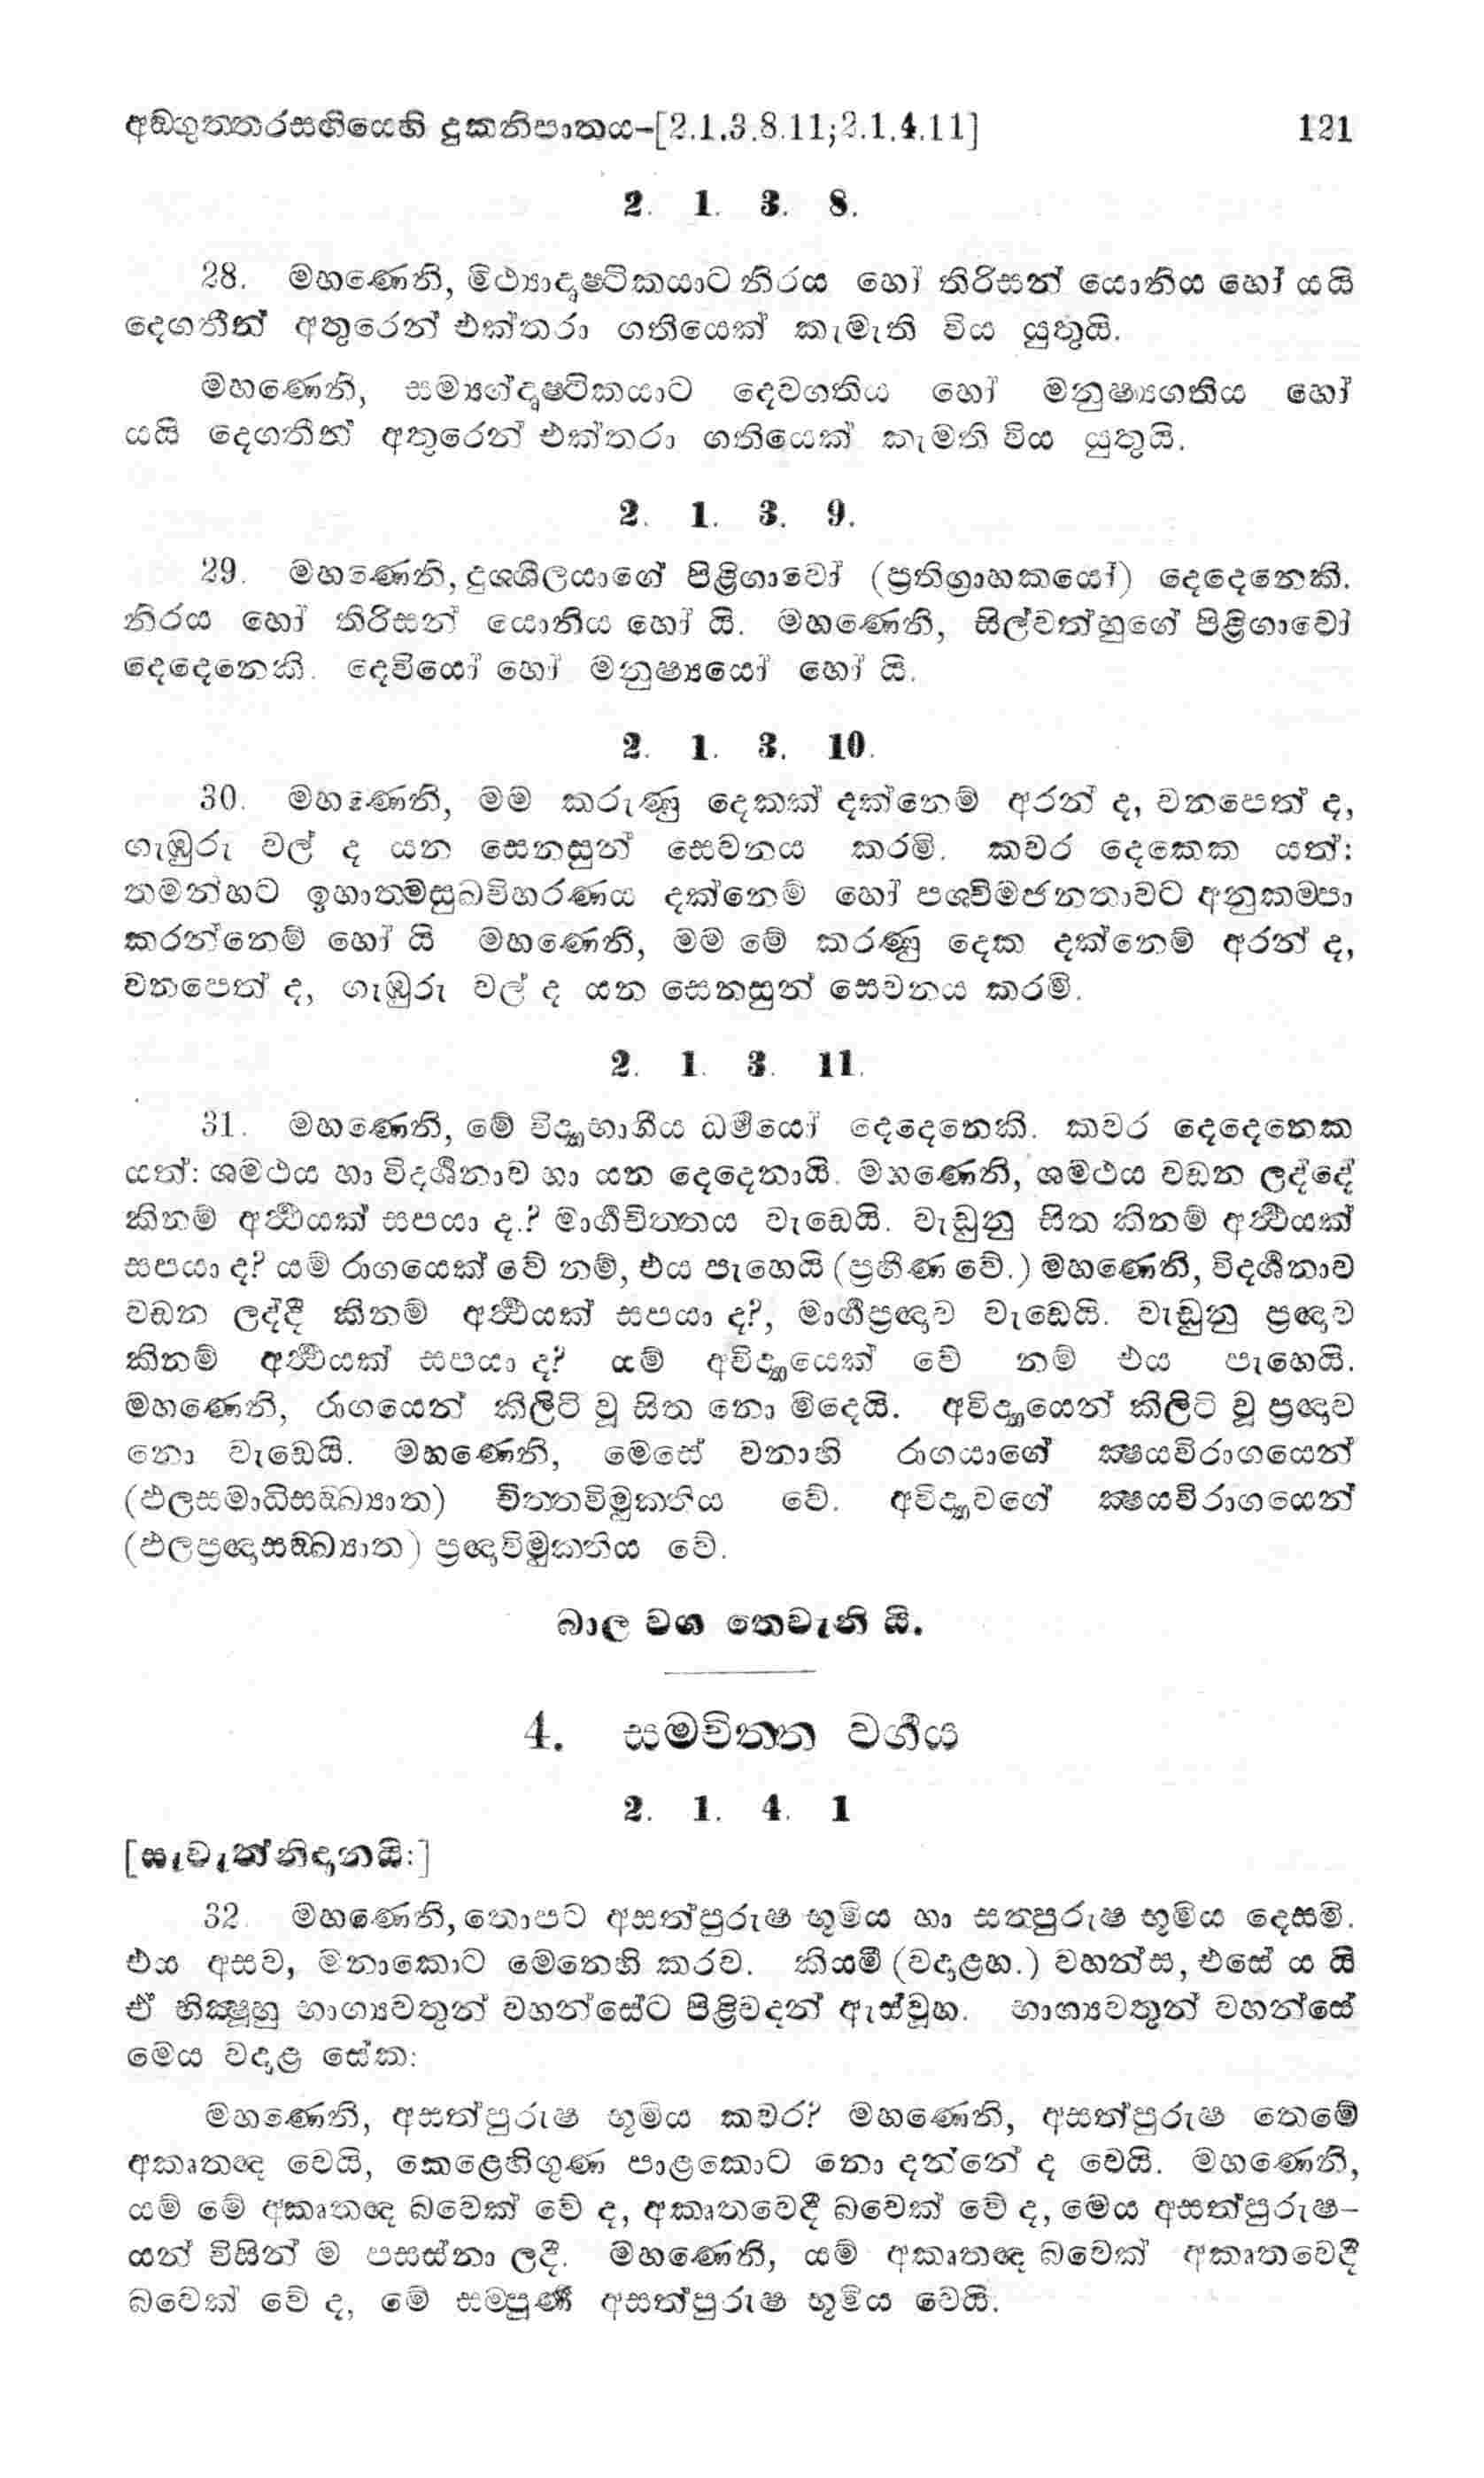 අඞ්ගුත්තරසඟියෙහි දුකනිපාතය-[2.1.3.8.11;2.1.4.11] 121
2. 1. 3. 8.
28. මහණෙනි, මිථ්‍යාදෘෂ්ටිකයාට නිරය හෝ තිරිසන් යොනිය හෝ යයි
දෙගතීන් අතුරෙන් එක්තරා ගතියෙක් කැමැති විය යුතුයි.
මහණෙනි, සම්‍යග්දෘෂ්ටිකයාට දෙවගතිය හෝ මනුෂ්‍යගතිය හෝ
යයි දෙගතීන් අතුරෙන් එක්තරා ගතියෙක් කැමති විය යුතුයි.
2. 1. 3. 9.
29. මහණෙනි, දුශ්ශීලයාගේ පිළිගාවෝ (ප්‍රතිග්‍රාහකයෝ) දෙදෙනෙකි.
නිරය හෝ තිරිසන් යොනිය හෝ යි. මහණෙනි, සිල්වත්හුගේ පිළිගාවෝ
දෙදෙනෙකි. දෙවියෝ හෝ මනුෂ්‍යයෝ හෝ යි.
2. 1. 3. 10.
30. මහණෙනි, මම කරුණු දෙකක් දක්නෙම් අරන් ද, වනපෙත් ද,
ගැඹුරු වල් ද යන සෙනසුන් සෙවනය කරමි. කවර දෙකෙක යත්:
තමන්හට ඉහාත්මසුඛවිහරණය දක්නෙම් හෝ පශ්චිමජනතාවට අනුකම්පා
කරන්නෙම් හෝ යි මහණෙනි, මම මේ කරණු දෙක දක්නෙම් අරන් ද,
වනපෙත් ද, ගැඹුරු වල් ද යන සෙනසුන් සෙවනය කරමි.
2. 1. 3. 11.
31. මහණෙනි, මේ විද්‍යාභාගීය ධර්මයෝ දෙදෙනෙකි. කවර දෙදෙනෙක
යත්: ශමථය හා විදර්ශනාව හා යන දෙදෙනායි. මහණෙනි, ශමථය වඩන ලද්දේ
කිනම් අර්ත්‍ථයක් සපයා ද.? මාර්ගචිත්තය වැඩෙයි. වැඩුනු සිත කිනම් අර්ත්‍ථයක්
සපයා ද? යම් රාගයෙක් වේ නම්, එය පැහෙයි (ප්‍රහීණ වේ.) මහණෙනි, විදර්ශනාව
වඩන ලද්දී කිනම් අර්ත්‍ථයක් සපයා ද?, මාර්ගප්‍රඥාව වැඩෙයි. වැඩුනු ප්‍රඥාව
කිනම් අර්ත්‍ථයක් සපයා ද? යම් අවිද්‍යායෙක් වේ නම් එය පැහෙයි.
මහණෙනි, රාගයෙන් කිලිටි වූ සිත නො මිදෙයි. අවිද්‍යායෙන් කිලිටි වූ ප්‍රඥාව
නො වැඩෙයි. මහණෙනි, මෙසේ වනාහි රාගයාගේ ක්‍ෂයවිරාගයෙන්
(ඵලසමාධිසඞ්ඛ්‍යාත) චිත්තවිමුක්තිය වේ. අවිද්‍යාවගේ ක්‍ෂයවිරාගයෙන්
(ඵලප්‍රඥාසඞ්ඛ්‍යාත) ප්‍රඥාවිමුක්තිය වේ.
බාල වග තෙවැනි යි.
4. සමචිත්ත වර්ගය
2. 1. 4. 1
[සැවැත්නිදානයි:]
32. මහණෙනි, තොපට අසත්පුරුෂ භූමිය හා සත්පුරුෂ භූමිය දෙසමි.
එය අසව, මනාකොට මෙනෙහි කරව. කියමි (වදාළහ.) වහන්ස, එසේ ය යි
ඒ භික්‍ෂූහු භාග්‍යවතුන් වහන්සේට පිළිවදන් ඇස්වූහ. භාග්‍යවතුන් වහන්සේ
මෙය වදාළ සේක:
මහණෙනි, අසත්පුරුෂ භූමිය කවර? මහණෙනි, අසත්පුරුෂ තෙමේ
අකෘතඥ වෙයි, කෙළෙහිගුණ පාළකොට නො දන්නේ ද වෙයි. මහණෙනි,
යම් මේ අකෘතඥ බවෙක් වේ ද, අකෘතවෙදී බවෙක් වේ ද, මෙය අසත්පුරුෂ-
යන් විසින් ම පසස්නා ලදී. මහණෙනි, යම් අකෘතඥ බවෙක් අකෘතවෙදී
බවෙක් වේ ද, මේ සම්පූර්ණ අසත්පුරුෂ භූමිය වෙයි.